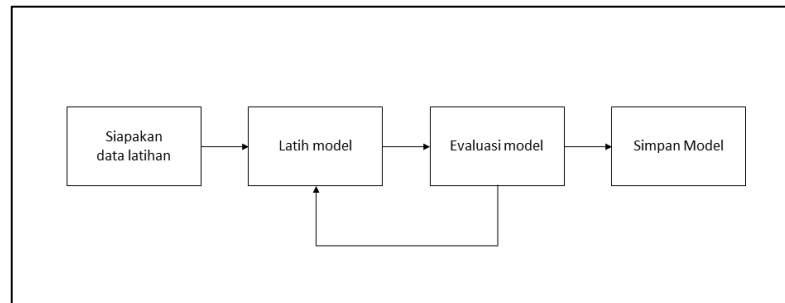 Siapakan
data latihan
Latih model
Evaluasi model
Simpan Model